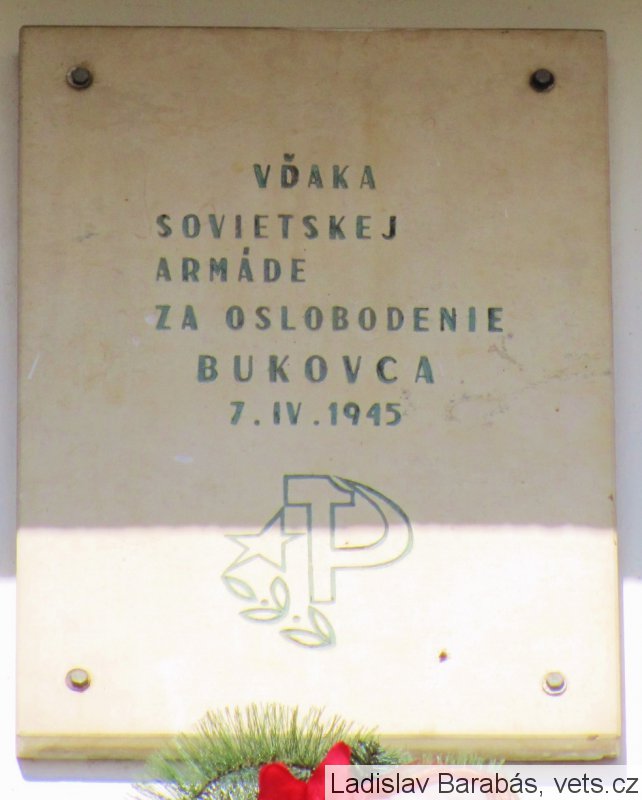 VĎAKA
SOVIETSKEJ
ARMÁDE
ZA OSLOBODENIE
BUKOVCA
7.IV.1945
Ladislav Barabás, vets.cz